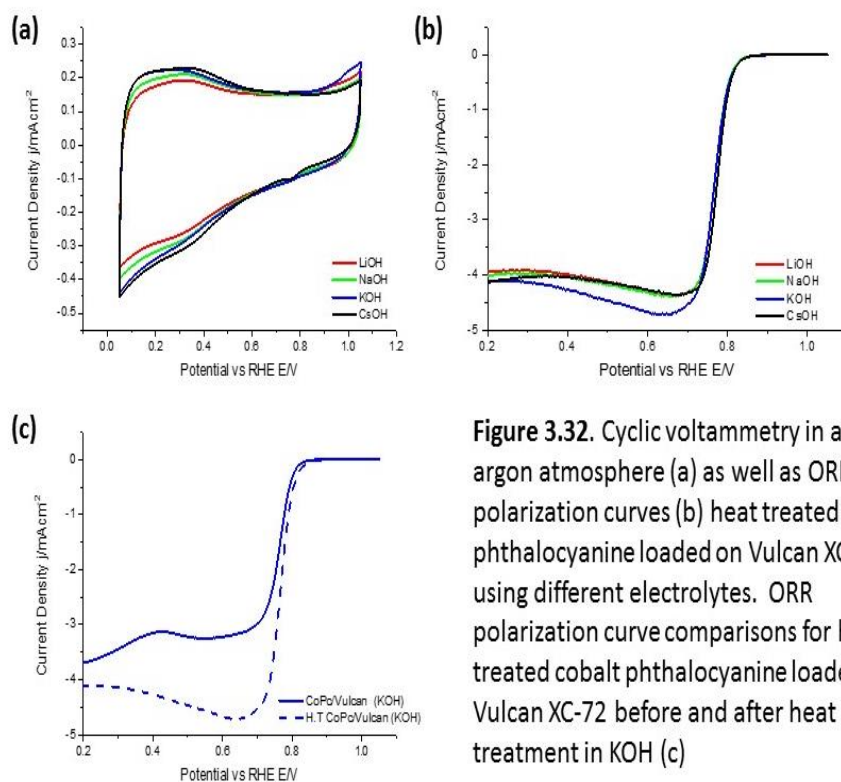 (a)
0.3
0.2
0.1
0.0
-0.1
-0.2
-0.3
-0.4
-0.5
Current Density j/mAcm-2
LiOH
NaOH
KOH
CsOH
0.0 0.2 0.4 0.6 0.8 1.0 1.2
Potential vs RHE E/V
(b)
0
-1
-2
-3
-4
-5
Current Density j/mAcm-2
LiOH
NaOH
KOH
CsOH
0.2 0.4 0.6 0.8 1.0
Potential vs RHE E/V
(c)
0
-1
-2
-3
-4
-5
Current Density j/mAcm-2
CoPc/Vulcan (KOH)
H.T CoPc/Vulcan (KOH)
0.2 0.4 0.6 0.8 1.0
Potential vs RHE E/V
Figure 3.32. Cyclic voltammetry in a
argon atmosphere (a) as well as
polarization curves (b) heat treated
phthalocyanine loaded on Vulcan
using different electrolytes. ORR
polarization curve comparisons for
treated cobalt phthalocyanine
Vulcan XC-72 before and after heat
treatment in KOH (c)